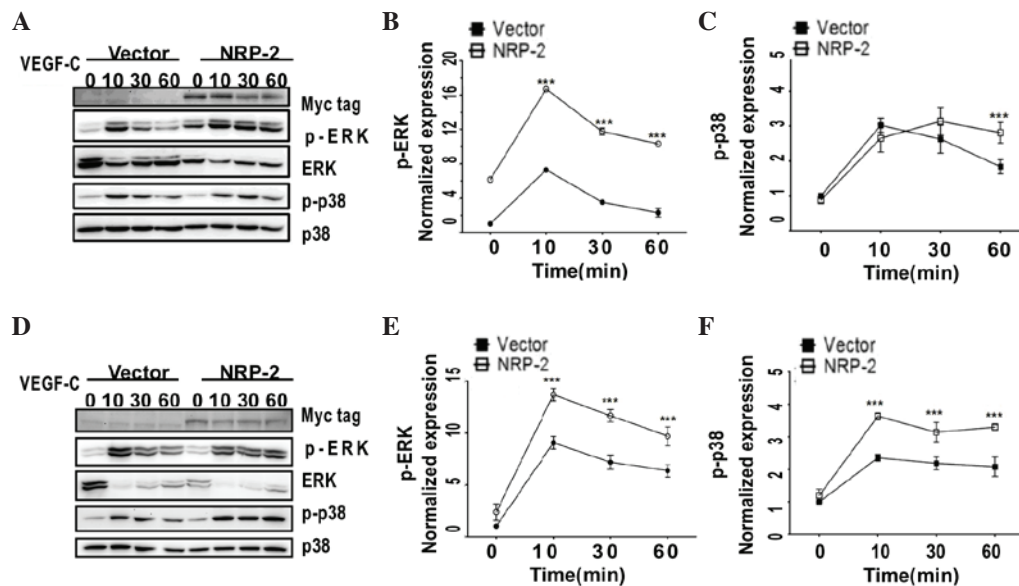 A
Vector NRP-2
VEGF-C
0 10 30 60 0 10 30 60
Myc tag
p-ERK
ERK
p-p38
p38
B
Vector
NRP-2
p-ERK
Normalized expression
20
16
12
8
4
0
***
***
***
0 10 30 60
Time(min)
C
Vector
NRP-2
p-p38
Normalized expression
5
4
3
2
1
0
***
0 10 30 60
Time(min)
D
Vector NRP-2
VEGF-C
0 10 30 60 0 10 30 60
Myc tag
p-ERK
ERK
p-p38
p38
E
Vector
NRP-2
p-ERK
Normalized expression
15
10
5
0
***
***
***
0 10 30 60
Time(min)
F
Vector
NRP-2
p-p38
Normalized expression
5
4
3
2
1
0
***
***
***
0 10 30 60
Time(min)